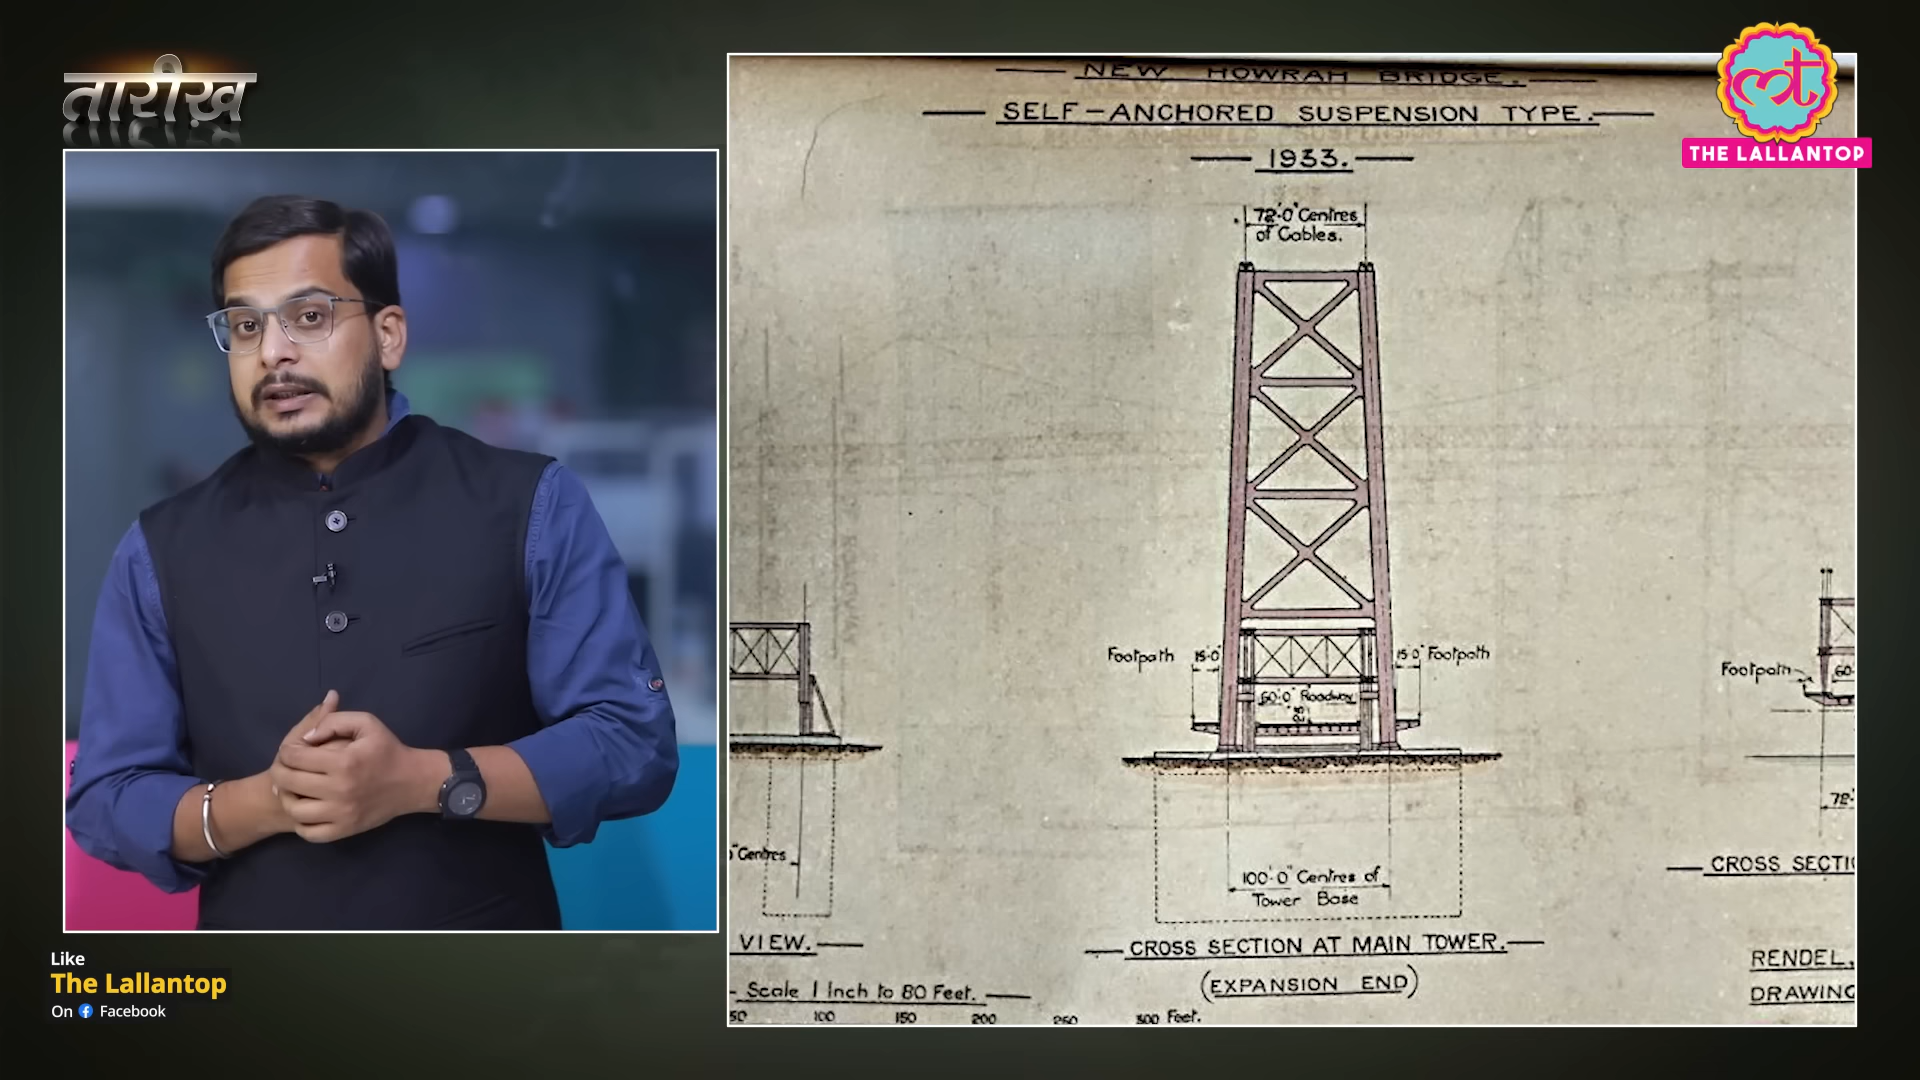 तारीख़
THE LALLANTOP
NEW HOWRAH BRIDGE.
SELF-ANCHORED SUSPENSION TYPE.
1933.
72'·0" Centres
of Cables.
Footpath 15·0"
15·0" Footpath
60'·0" Roadway
Footpath
60
72
" Centres
100'·0" Centres of
Tower Base
CROSS SECTI
VIEW.
CROSS SECTION AT MAIN TOWER.
(EXPANSION END)
Scale 1 Inch to 80 Feet.
50 100 150 200 250 300 Feet.
RENDEL,
DRAWING
Like
The Lallantop
On Facebook